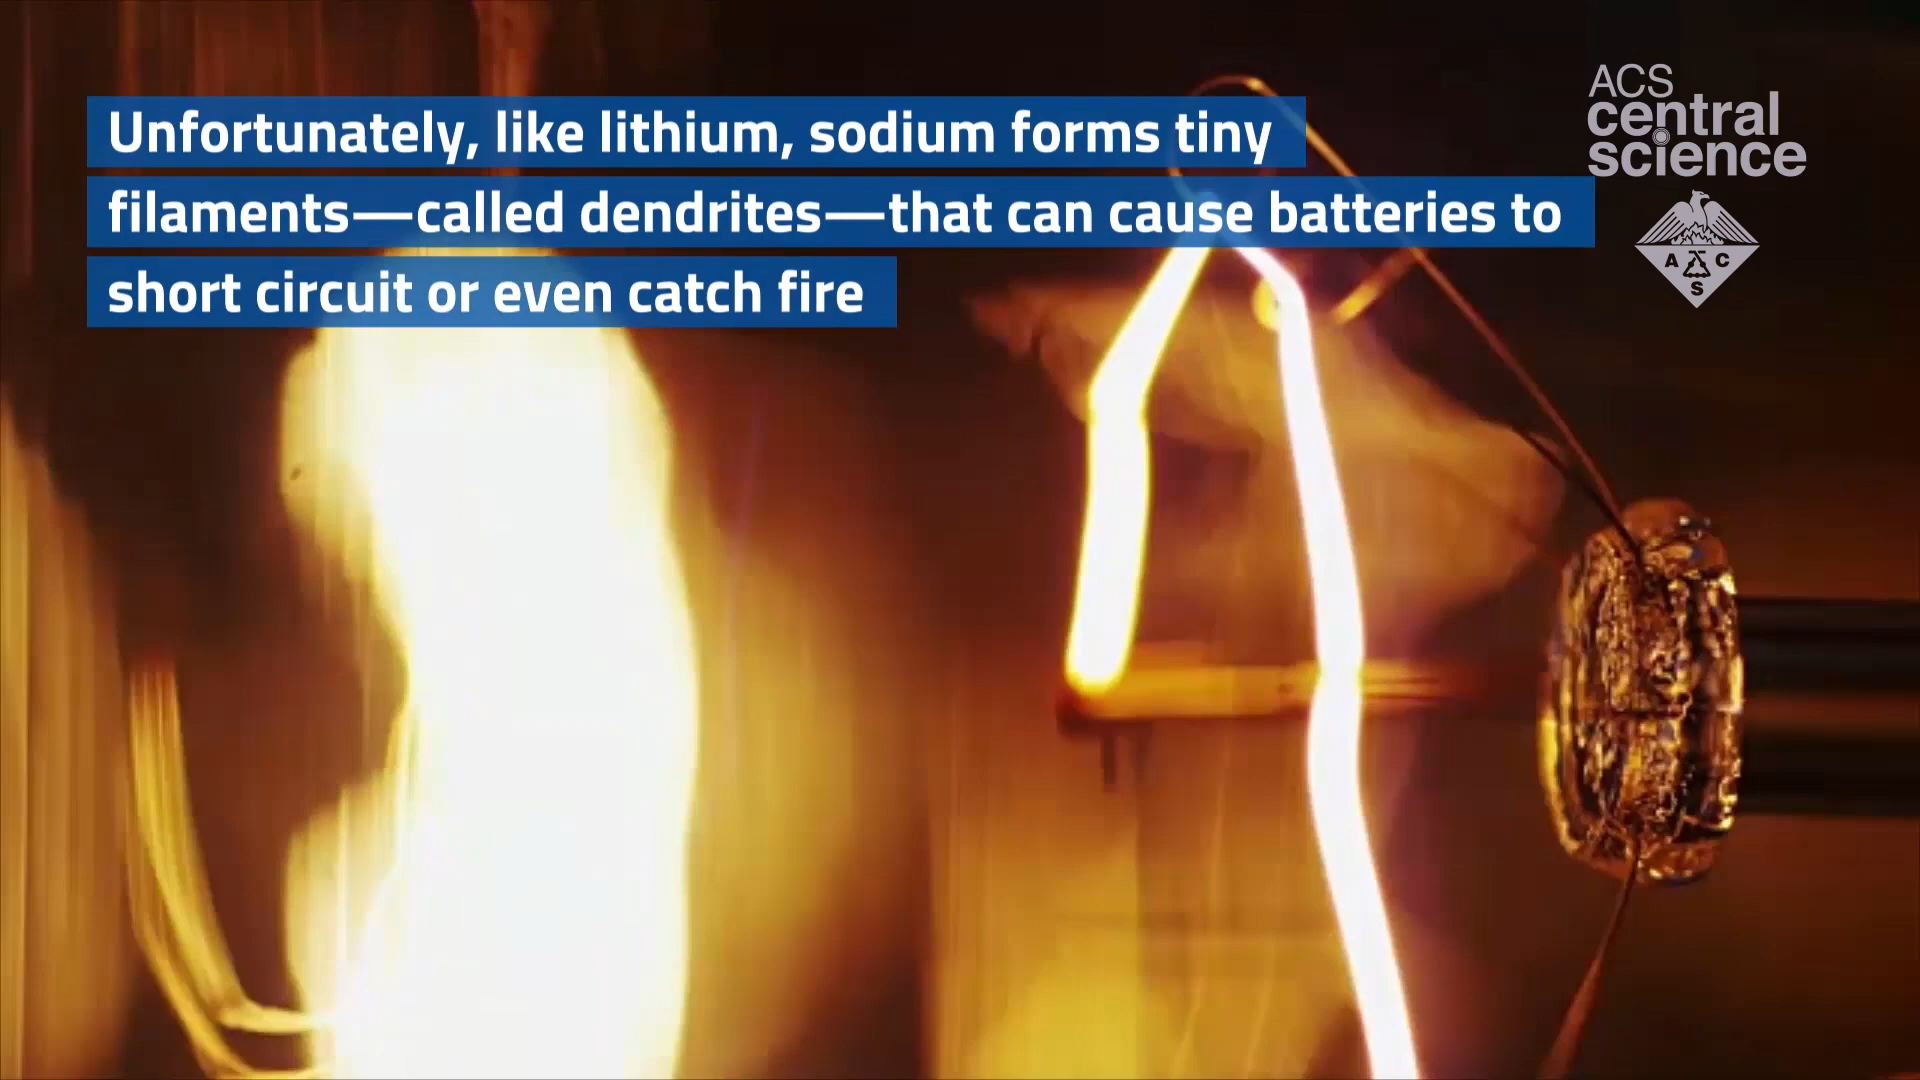 Unfortunately, like lithium, sodium forms tiny
filaments—called dendrites—that can cause batteries to
short circuit or even catch fire
ACS
central
science
A C
S